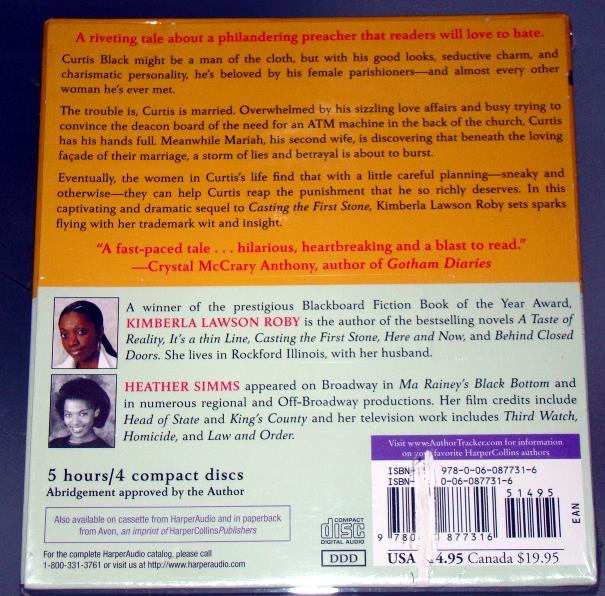 A riveting tale about a philandering preacher that readers will love to hate.
Curtis Black might be a man of the cloth, but with his good looks, seductive charm, and
charismatic personality, he's beloved by his female parishioners—and almost every other
woman he's ever met.
The trouble is, Curtis is married. Overwhelmed by his sizzling love affairs and busy trying to
convince the deacon board of the need for an ATM machine in the back of the church, Curtis
has his hands full. Meanwhile Mariah, his second wife, is discovering that beneath the loving
façade of their marriage, a storm of lies and betrayal is about to burst.
Eventually, the women in Curtis's life find that with a little careful planning—sneaky and
otherwise—they can help Curtis reap the punishment that he so richly deserves. In this
captivating and dramatic sequel to Casting the First Stone, Kimberla Lawson Roby sets sparks
flying with her trademark wit and insight.
"A fast-paced tale . . . hilarious, heartbreaking and a blast to read."
—Crystal McCrary Anthony, author of Gotham Diaries
A winner of the prestigious Blackboard Fiction Book of the Year Award,
KIMBERLA LAWSON ROBY is the author of the bestselling novels A Taste of
Reality, It's a thin Line, Casting the First Stone, Here and Now, and Behind Closed
Doors. She lives in Rockford Illinois, with her husband.
HEATHER SIMMS appeared on Broadway in Ma Rainey's Black Bottom and
in numerous regional and Off-Broadway productions. Her film credits include
Head of State and King's County and her television work includes Third Watch,
Homicide, and Law and Order.
Visit www.AuthorTracker.com for information
on your favorite HarperCollins authors
5 hours/4 compact discs
Abridgement approved by the Author
Also available on cassette from HarperAudio and in paperback
from Avon, an imprint of HarperCollinsPublishers
For the complete HarperAudio catalog, please call
1-800-331-3761 or visit us at http://www.harperaudio.com
COMPACT
disc
DIGITAL AUDIO
DDD
ISBN- 978-0-06-087731-6
ISBN- 0-06-087731-6
51495
9 780 877316
EAN
USA 4.95 Canada $19.95